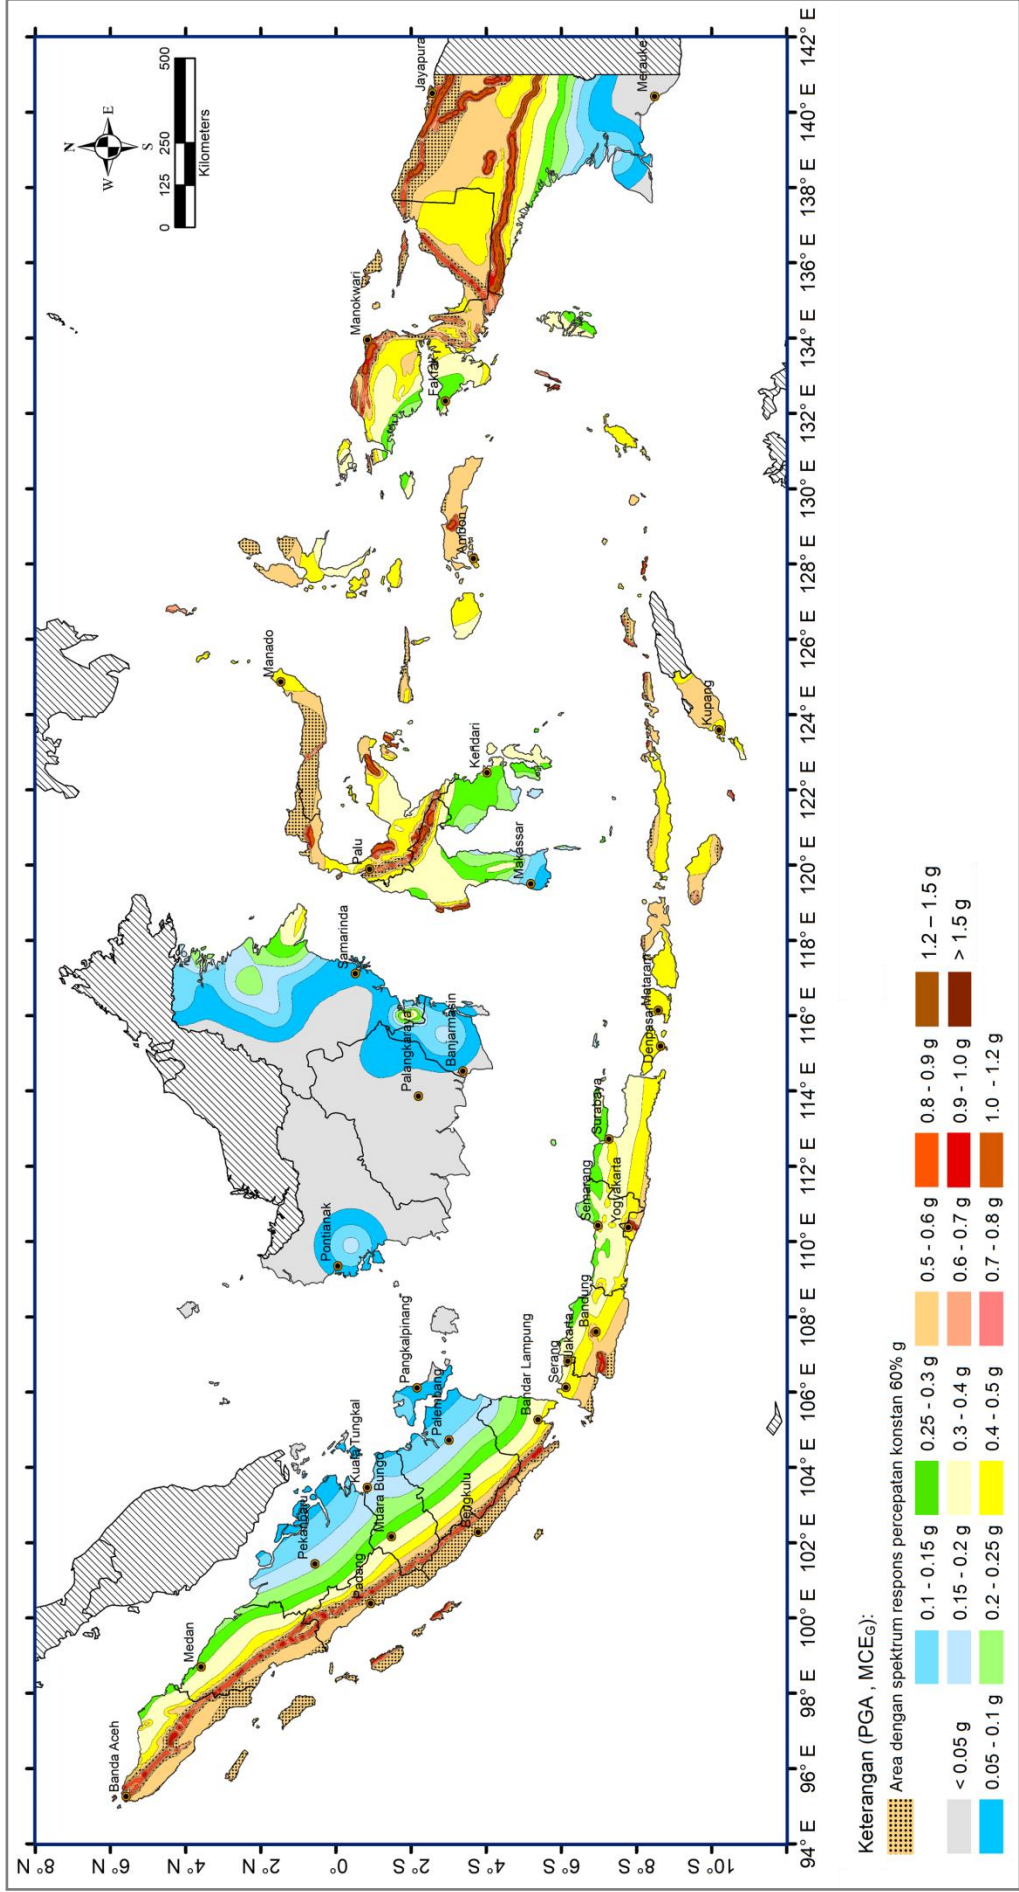 8° N
6° N
4° N
2° N
0°
2° S
4° S
6° S
8° S
10° S
94° E
96° E
98° E
100° E
102° E
104° E
106° E
108° E
110° E
112° E
114° E
116° E
118° E
120° E
122° E
124° E
126° E
128° E
130° E
132° E
134° E
136° E
138° E
140° E
142° E
N
W
E
S
0 125 250 500
Kilometers
Banda Aceh
Medan
Pekanbaru
Padang
Muara Bungo
Kuala Tungkal
Bengkulu
Palembang
Pangkalpinang
Bandar Lampung
Serang
Jakarta
Bandung
Semarang
Yogyakarta
Surabaya
Denpasar
Mataram
Kupang
Pontianak
Palangkaraya
Banjarmasin
Samarinda
Palu
Makassar
Kendari
Manado
Ambon
Fakfak
Manokwari
Jayapura
Merauke
Keterangan (PGA , MCEG):
Area dengan spektrum respons percepatan konstan 60% g
< 0.05 g
0.05 - 0.1 g
0.1 - 0.15 g
0.15 - 0.2 g
0.2 - 0.25 g
0.25 - 0.3 g
0.3 - 0.4 g
0.4 - 0.5 g
0.5 - 0.6 g
0.6 - 0.7 g
0.7 - 0.8 g
0.8 - 0.9 g
0.9 - 1.0 g
1.0 - 1.2 g
1.2 – 1.5 g
> 1.5 g